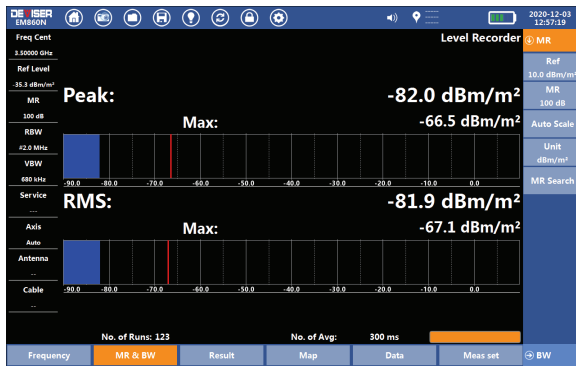 DEVISER
EM860N
2020-12-03
12:57:19
Freq Cent
3.50000 GHz
Ref Level
-35.3 dBm/m²
MR
100 dB
RBW
#2.0 MHz
VBW
680 kHz
Service
---
Axis
Auto
Antenna
--
Cable
--
Level Recorder
Peak: -82.0 dBm/m²
Max: -66.5 dBm/m²
-90.0 -80.0 -70.0 -60.0 -50.0 -40.0 -30.0 -20.0 -10.0 0.0
RMS: -81.9 dBm/m²
Max: -67.1 dBm/m²
-90.0 -80.0 -70.0 -60.0 -50.0 -40.0 -30.0 -20.0 -10.0 0.0
No. of Runs: 123 No. of Avg: 300 ms
MR
Ref
10.0 dBm/m²
MR
100 dB
Auto Scale
Unit
dBm/m²
MR Search
BW
Frequency MR & BW Result Map Data Meas set